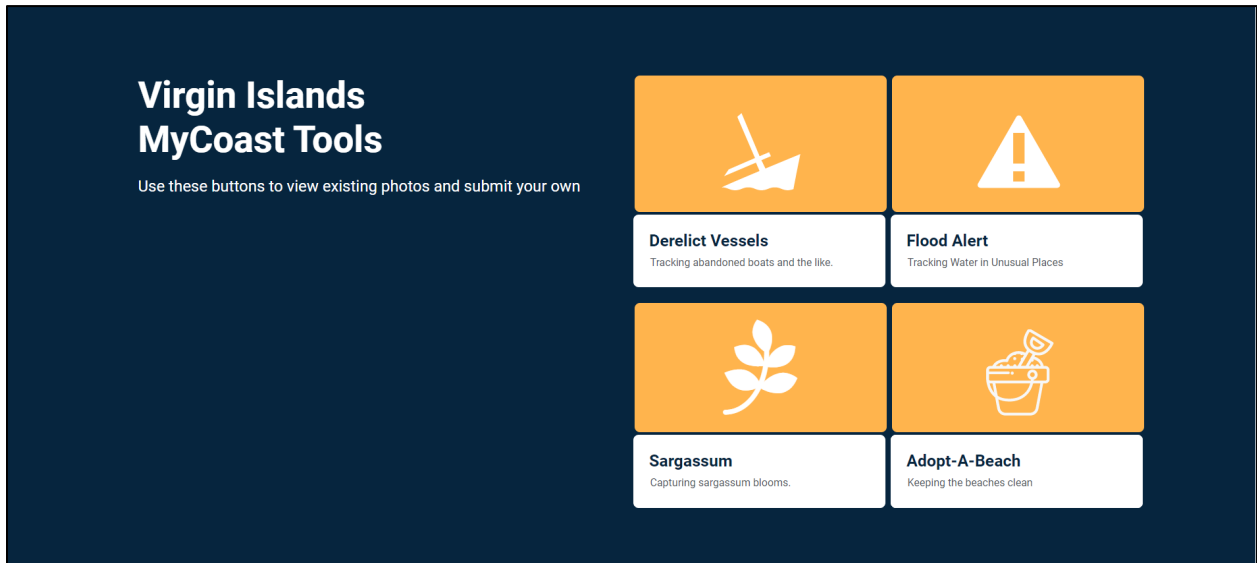 Virgin Islands
MyCoast Tools
Use these buttons to view existing photos and submit your own
Derelict Vessels
Tracking abandoned boats and the like.
Flood Alert
Tracking Water in Unusual Places
Sargassum
Capturing sargassum blooms.
Adopt-A-Beach
Keeping the beaches clean